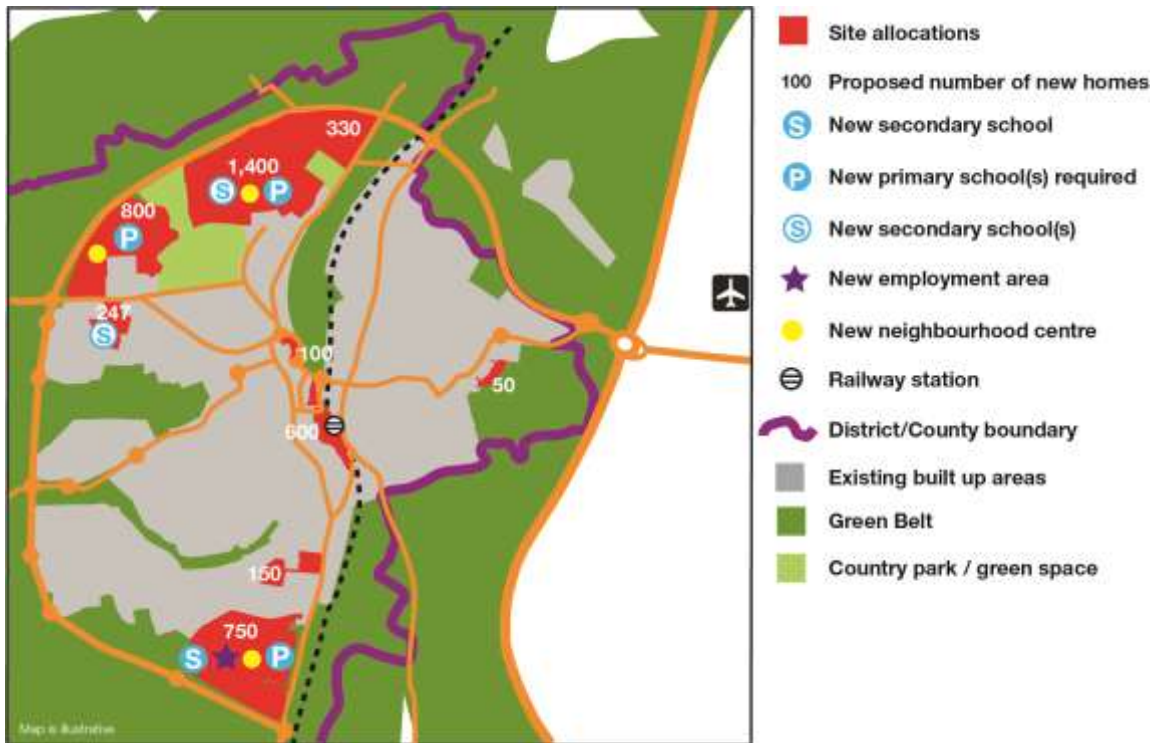 330
1,400
S P
800
P
247
S
100
50
600
150
750
S P
Map is illustrative
Site allocations
100 Proposed number of new homes
S New secondary school
P New primary school(s) required
S New secondary school(s)
New employment area
New neighbourhood centre
Railway station
District/County boundary
Existing built up areas
Green Belt
Country park / green space